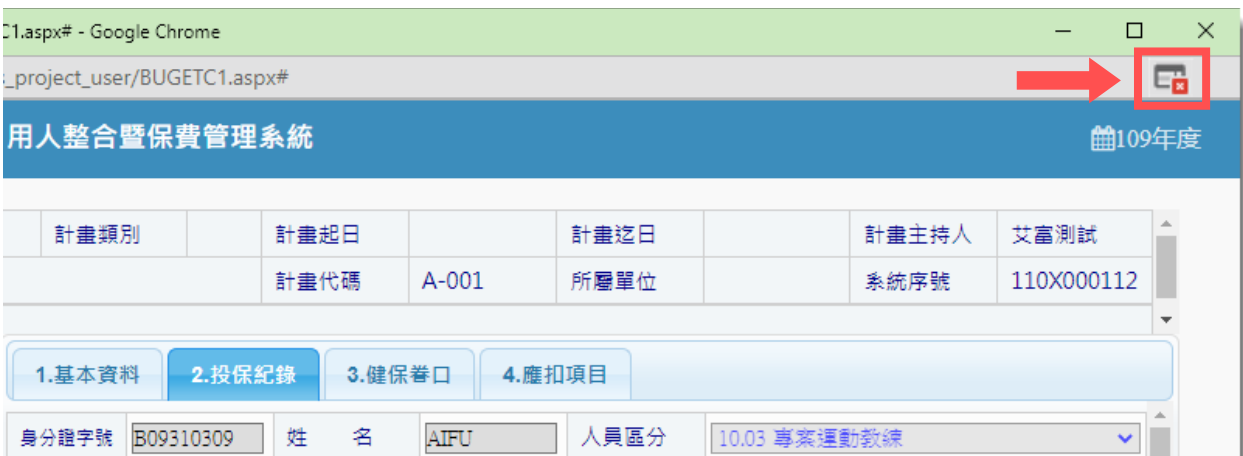 C1.aspx# - Google Chrome
s_project_user/BUGETC1.aspx#
用人整合暨保費管理系統 109年度
計畫類別 計畫起日 計畫迄日 計畫主持人 艾富測試
計畫代碼 A-001 所屬單位 系統序號 110X000112
1.基本資料 2.投保紀錄 3.健保眷口 4.應扣項目
身分證字號 B09310309 姓 名 AIFU 人員區分 10.03 專案運動教練